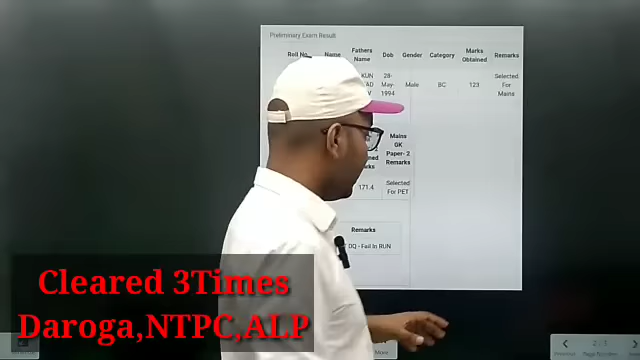 Preliminary Exam Result
Roll No Name Fathers Name Dob Gender Category Marks Obtained Remarks
KUN
28-May-1994 Male BC 123 Selected For Mains
Mains GK Paper- 2 Remarks
171.4 Selected For PET
Remarks
DQ - Fail In RUN
Cleared 3Times
Daroga,NTPC,ALP
More